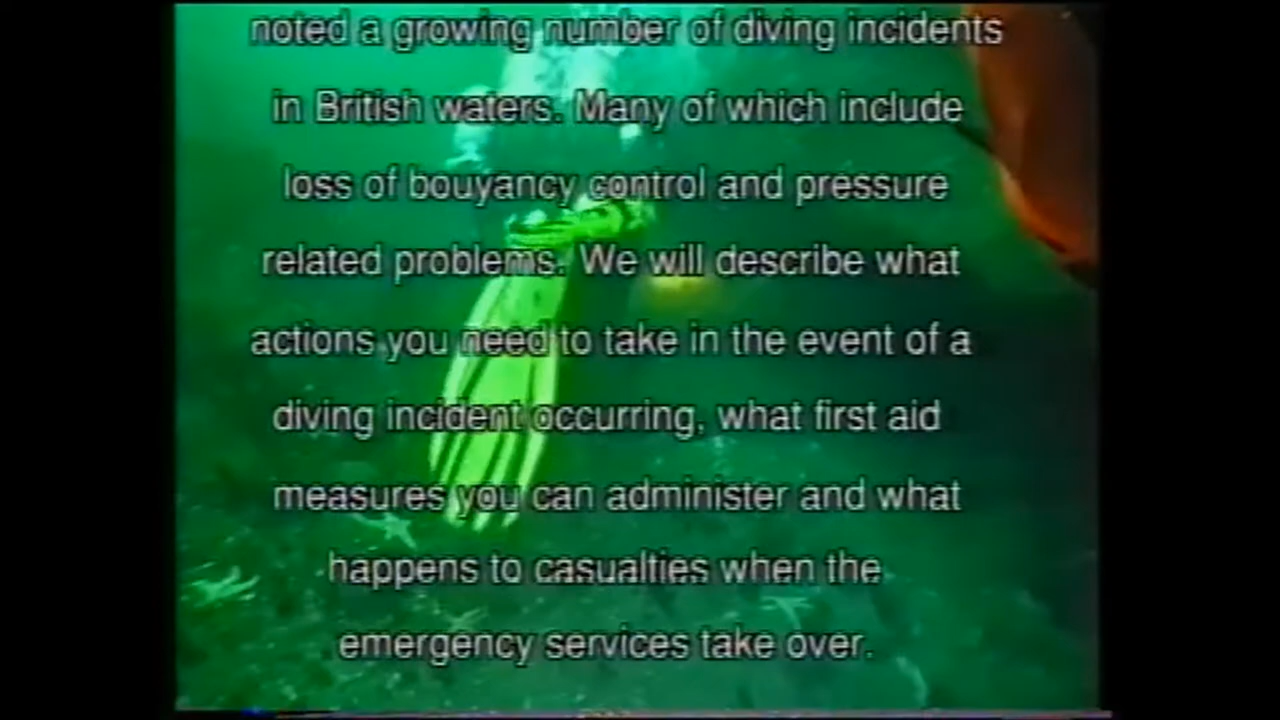 noted a growing number of diving incidents
in British waters. Many of which include
loss of bouyancy control and pressure
related problems. We will describe what
actions you need to take in the event of a
diving incident occurring, what first aid
measures you can administer and what
happens to casualties when the
emergency services take over.